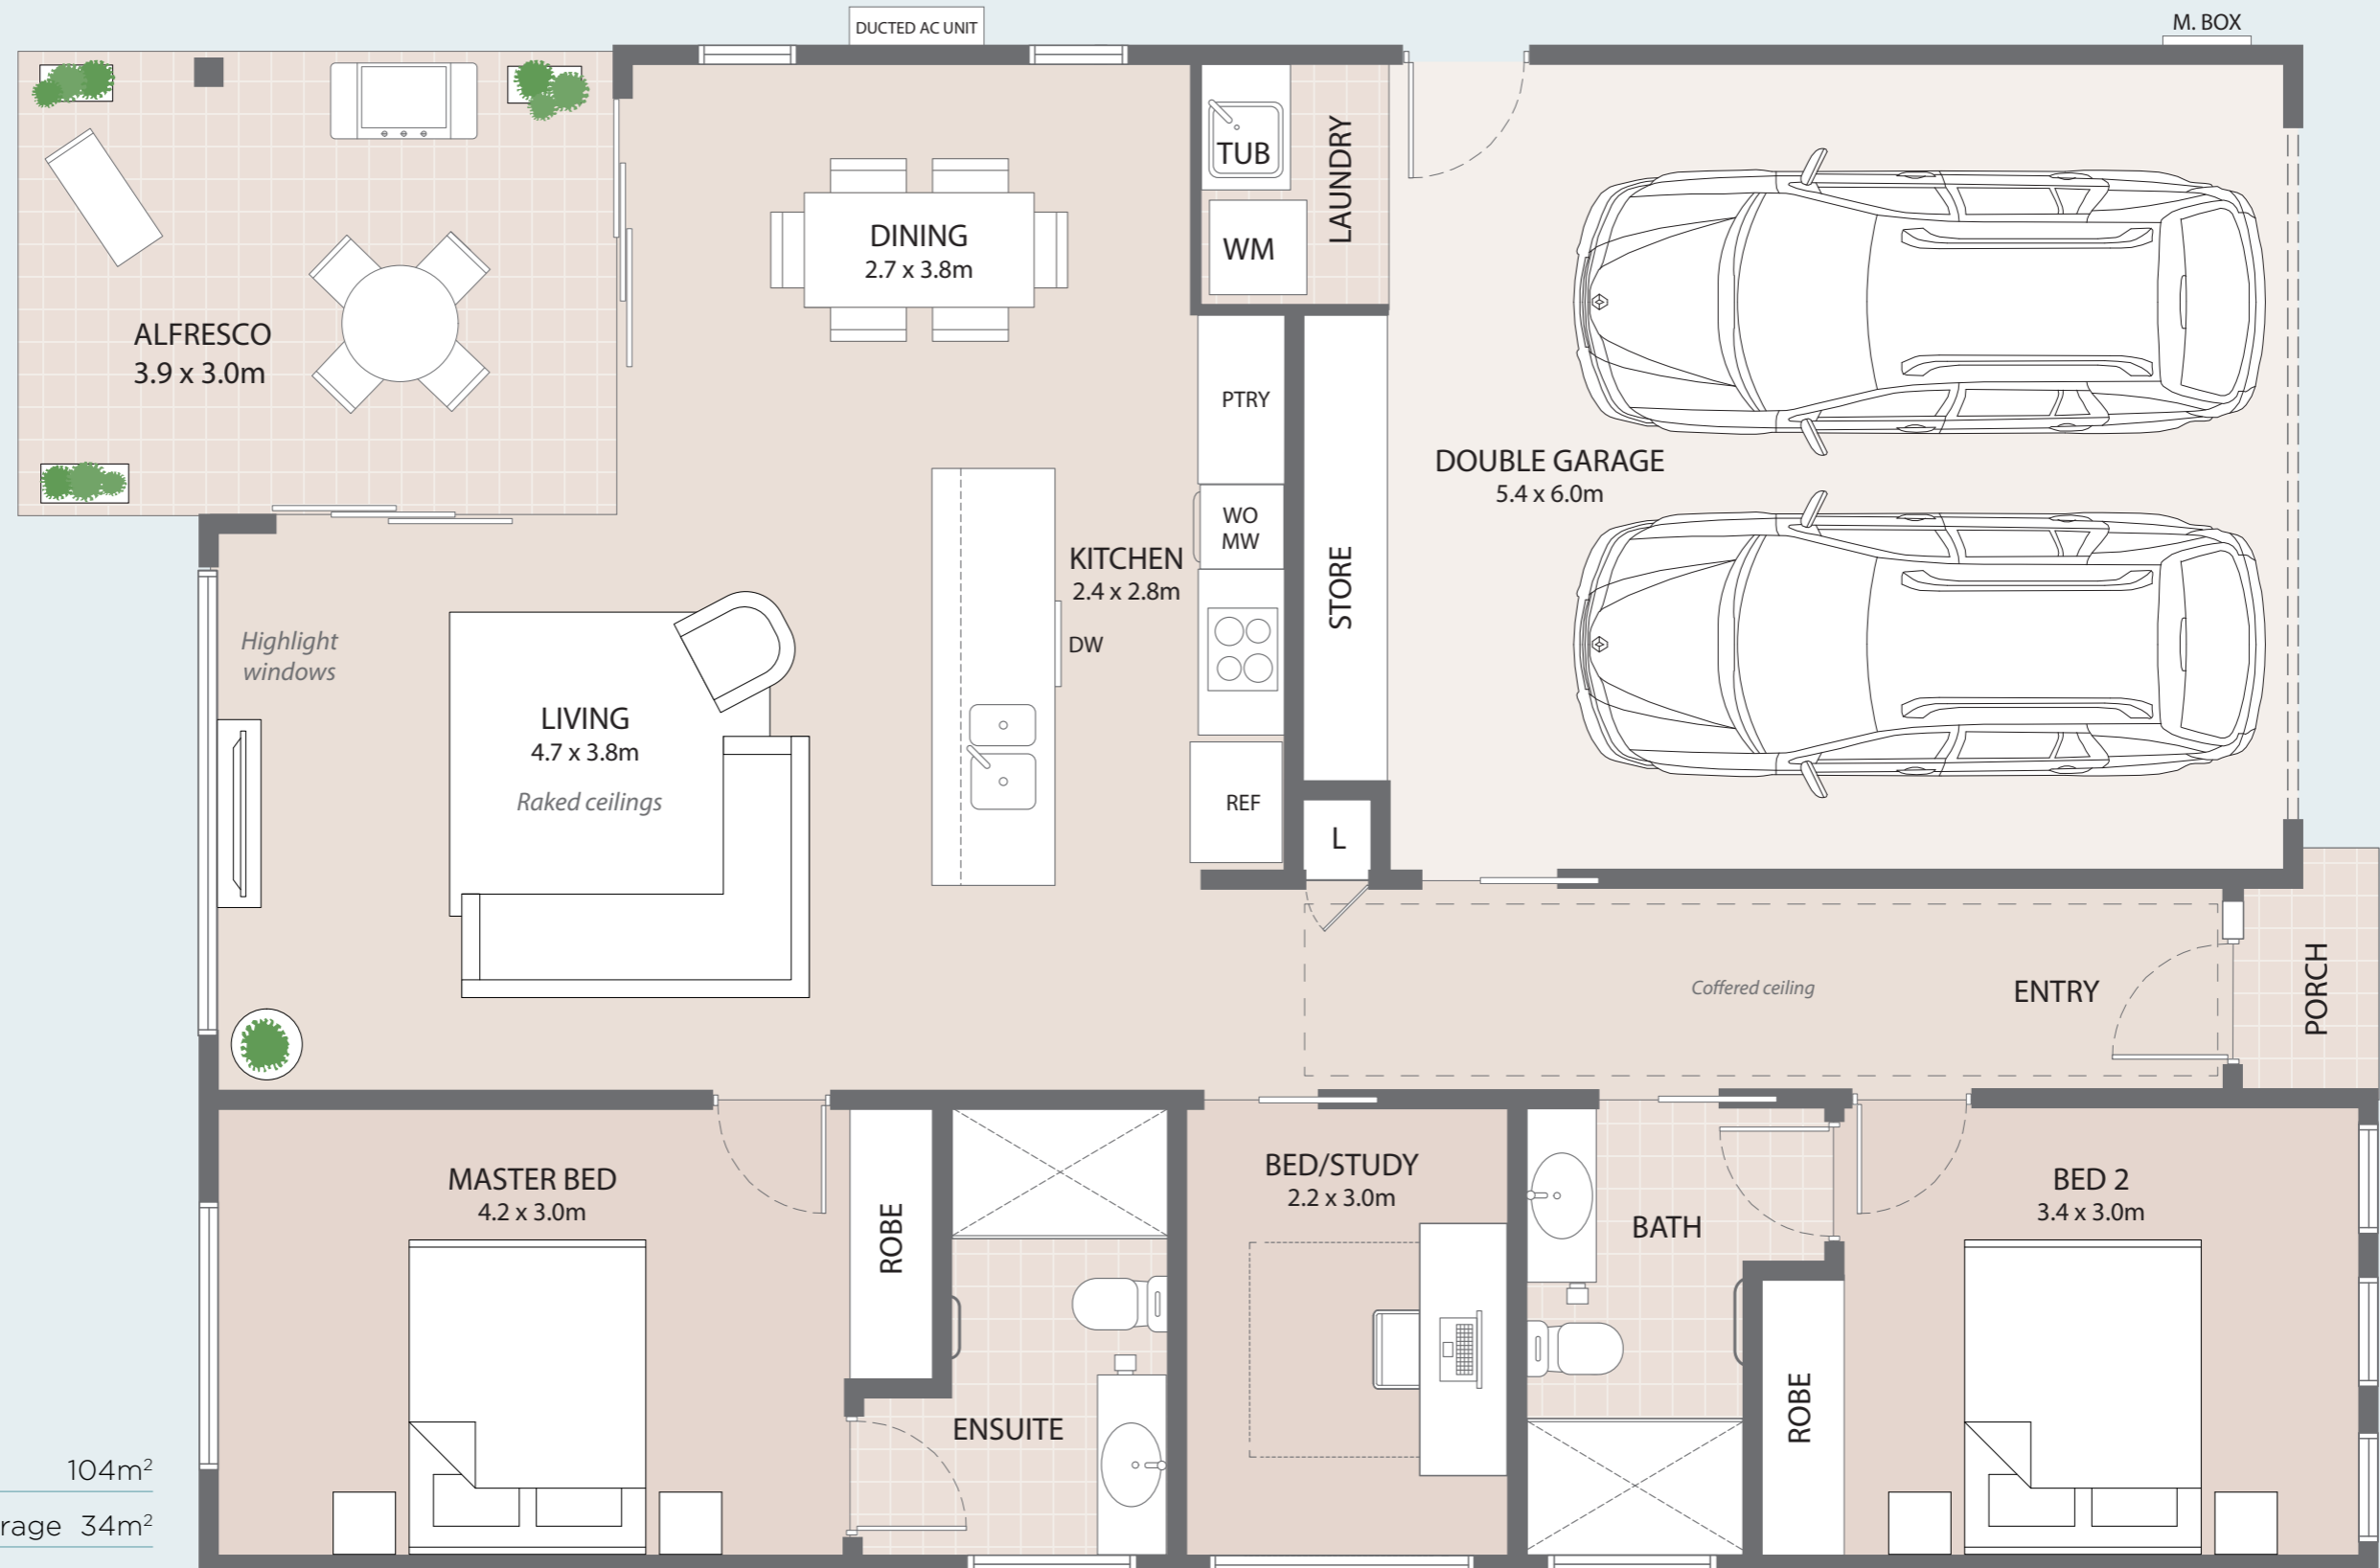 DUCTED AC UNIT
M. BOX
TUB
LAUNDRY
WM
DINING
2.7 x 3.8m
ALFRESCO
3.9 x 3.0m
PTRY
DOUBLE GARAGE
5.4 x 6.0m
WO
MW
KITCHEN
2.4 x 2.8m
STORE
DW
Highlight
windows
LIVING
4.7 x 3.8m
Raked ceilings
REF
L
Coffered ceiling
ENTRY
PORCH
MASTER BED
4.2 x 3.0m
ROBE
BED/STUDY
2.2 x 3.0m
BATH
BED 2
3.4 x 3.0m
ENSUITE
ROBE
104m²
rage 34m²